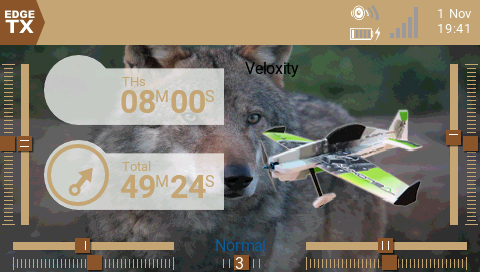 EDGE
TX
1 Nov
19:41
Veloxity
THs
08M00S
Total
49M24S
Normal
3